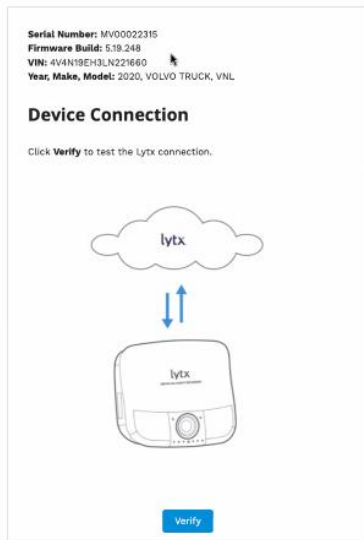 Serial Number: MV00022315
Firmware Build: 5.19.248
VIN: 4V4N19EH3LN221660
Year, Make, Model: 2020, VOLVO TRUCK, VNL
Device Connection
Click Verify to test the Lytx connection.
lytx
lytx
Verify